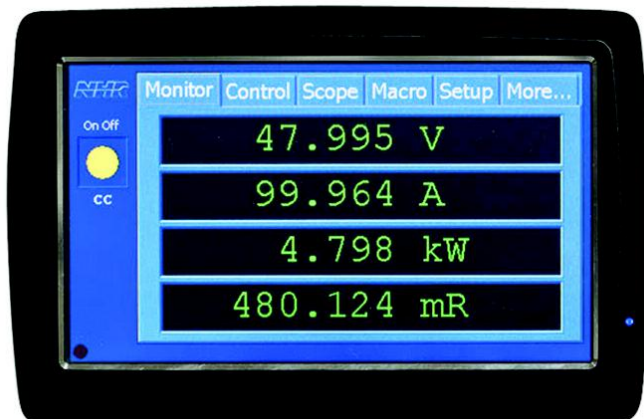 NHR
Monitor Control Scope Macro Setup More...
On Off
CC
47.995 V
99.964 A
4.798 kW
480.124 mR